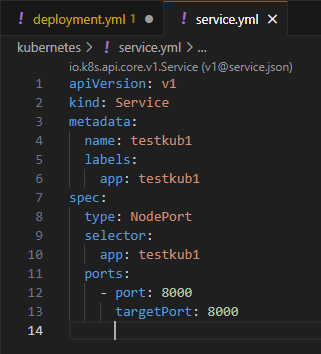 deployment.yml 1 ●
service.yml ×
kubernetes > ! service.yml > ...
io.k8s.api.core.v1.Service (v1@service.json)
1 apiVersion: v1
2 kind: Service
3 metadata:
4   name: testkub1
5   labels:
6     app: testkub1
7 spec:
8   type: NodePort
9   selector:
10     app: testkub1
11   ports:
12     - port: 8000
13       targetPort: 8000
14